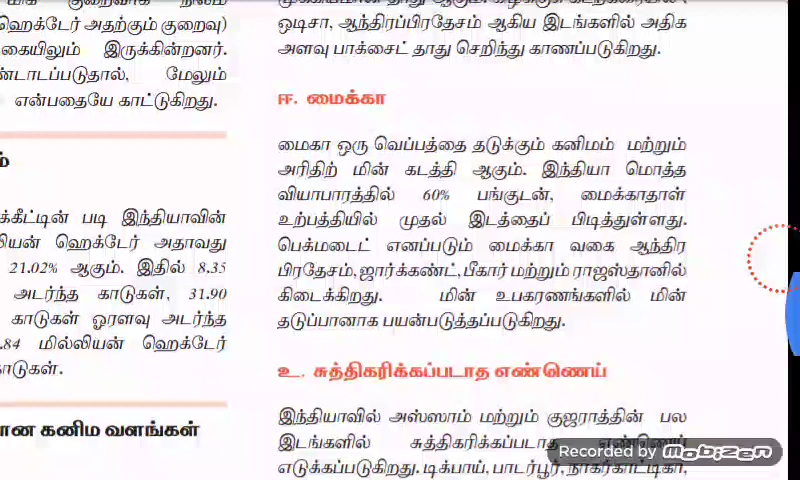 ஹெக்டேர் அதற்கும் குறைவு)
கையிலும் இருக்கின்றனர்.
ண்டாடப்படுதால், மேலும்
என்பதையே காட்டுகிறது.
ம்
க்கீட்டின் படி இந்தியாவின்
லியன் ஹெக்டேர் அதாவது
21.02% ஆகும். இதில் 8.35
அடர்ந்த காடுகள், 31.90
காடுகள் ஓரளவு அடர்ந்த
.84 மில்லியன் ஹெக்டேர்
ாடுகள்.
ான கனிம வளங்கள்
ஒடிசா, ஆந்திரப்பிரதேசம் ஆகிய இடங்களில் அதிக
அளவு பாக்சைட் தாது செறிந்து காணப்படுகிறது.
ஈ. மைக்கா
மைகா ஒரு வெப்பத்தை தடுக்கும் கனிமம் மற்றும்
அரிதிற் மின் கடத்தி ஆகும். இந்தியா மொத்த
வியாபாரத்தில் 60% பங்குடன், மைக்காதாள்
உற்பத்தியில் முதல் இடத்தைப் பிடித்துள்ளது.
பெக்மடைட் எனப்படும் மைக்கா வகை ஆந்திர
பிரதேசம், ஜார்க்கண்ட், பீகார் மற்றும் ராஜஸ்தானில்
கிடைக்கிறது. மின் உபகரணங்களில் மின்
தடுப்பானாக பயன்படுத்தப்படுகிறது.
உ. சுத்திகரிக்கப்படாத எண்ணெய்
இந்தியாவில் அஸ்ஸாம் மற்றும் குஜராத்தின் பல
இடங்களில் சுத்திகரிக்கப்படாத எண்ணெய்
எடுக்கப்படுகிறது. டிக்பாய், பாடர்பூர், நாகர்காட்டிகா,
Recorded by Mobizen